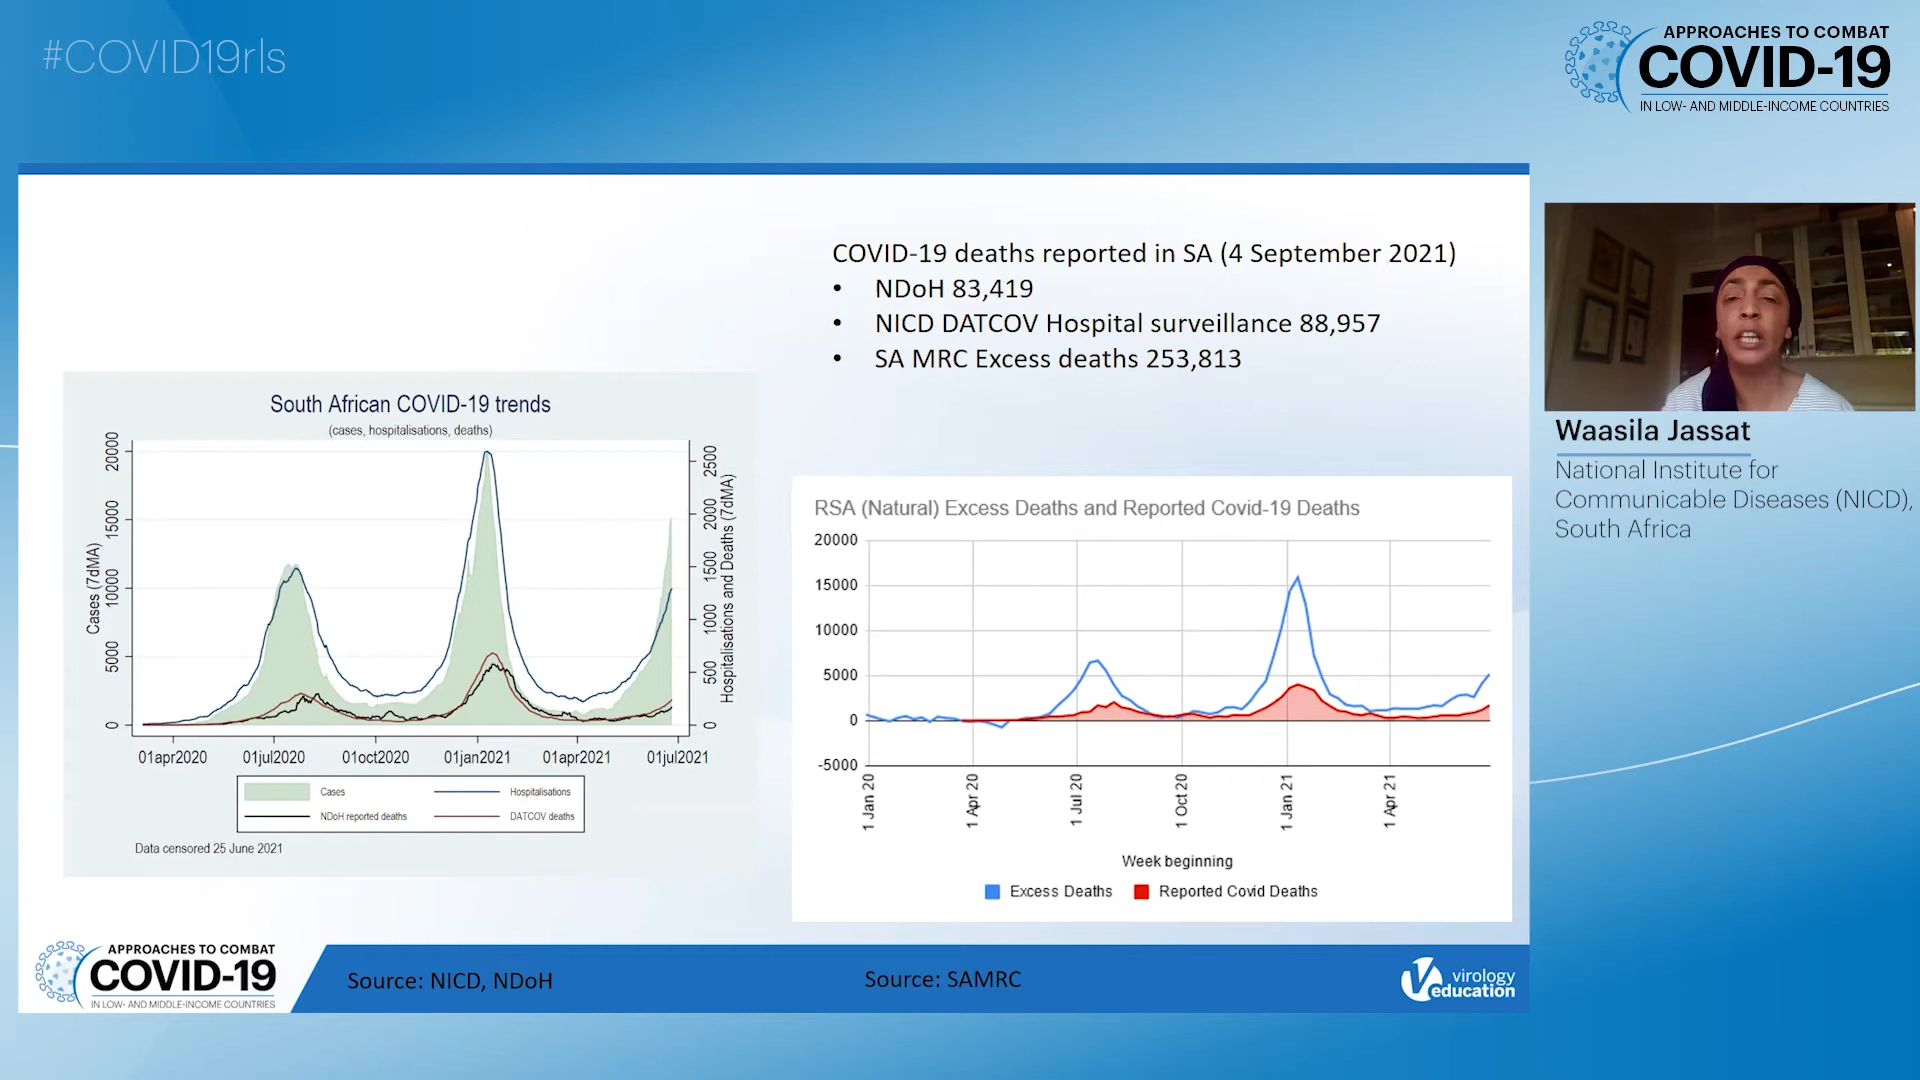 #COVID19rls
APPROACHES TO COMBAT
COVID-19
IN LOW- AND MIDDLE-INCOME COUNTRIES
COVID-19 deaths reported in SA (4 September 2021)
• NDoH 83,419
• NICD DATCOV Hospital surveillance 88,957
• SA MRC Excess deaths 253,813
South African COVID-19 trends
(cases, hospitalisations, deaths)
Cases (7dMA)
20000
15000
10000
5000
0
2500
2000
1500
1000
500
0
Hospitalisations and Deaths (7dMA)
01apr2020 01jul2020 01oct2020 01jan2021 01apr2021 01jul2021
Cases Hospitalisations
NDoH reported deaths DATCOV deaths
Data censored 25 June 2021
RSA (Natural) Excess Deaths and Reported Covid-19 Deaths
20000
15000
10000
5000
0
-5000
1 Jan 20 1 Apr 20 1 Jul 20 1 Oct 20 1 Jan 21 1 Apr 21
Week beginning
Excess Deaths Reported Covid Deaths
Waasila Jassat
National Institute for
Communicable Diseases (NICD),
South Africa
APPROACHES TO COMBAT
COVID-19
IN LOW- AND MIDDLE-INCOME COUNTRIES
Source: NICD, NDoH
Source: SAMRC
virology
education